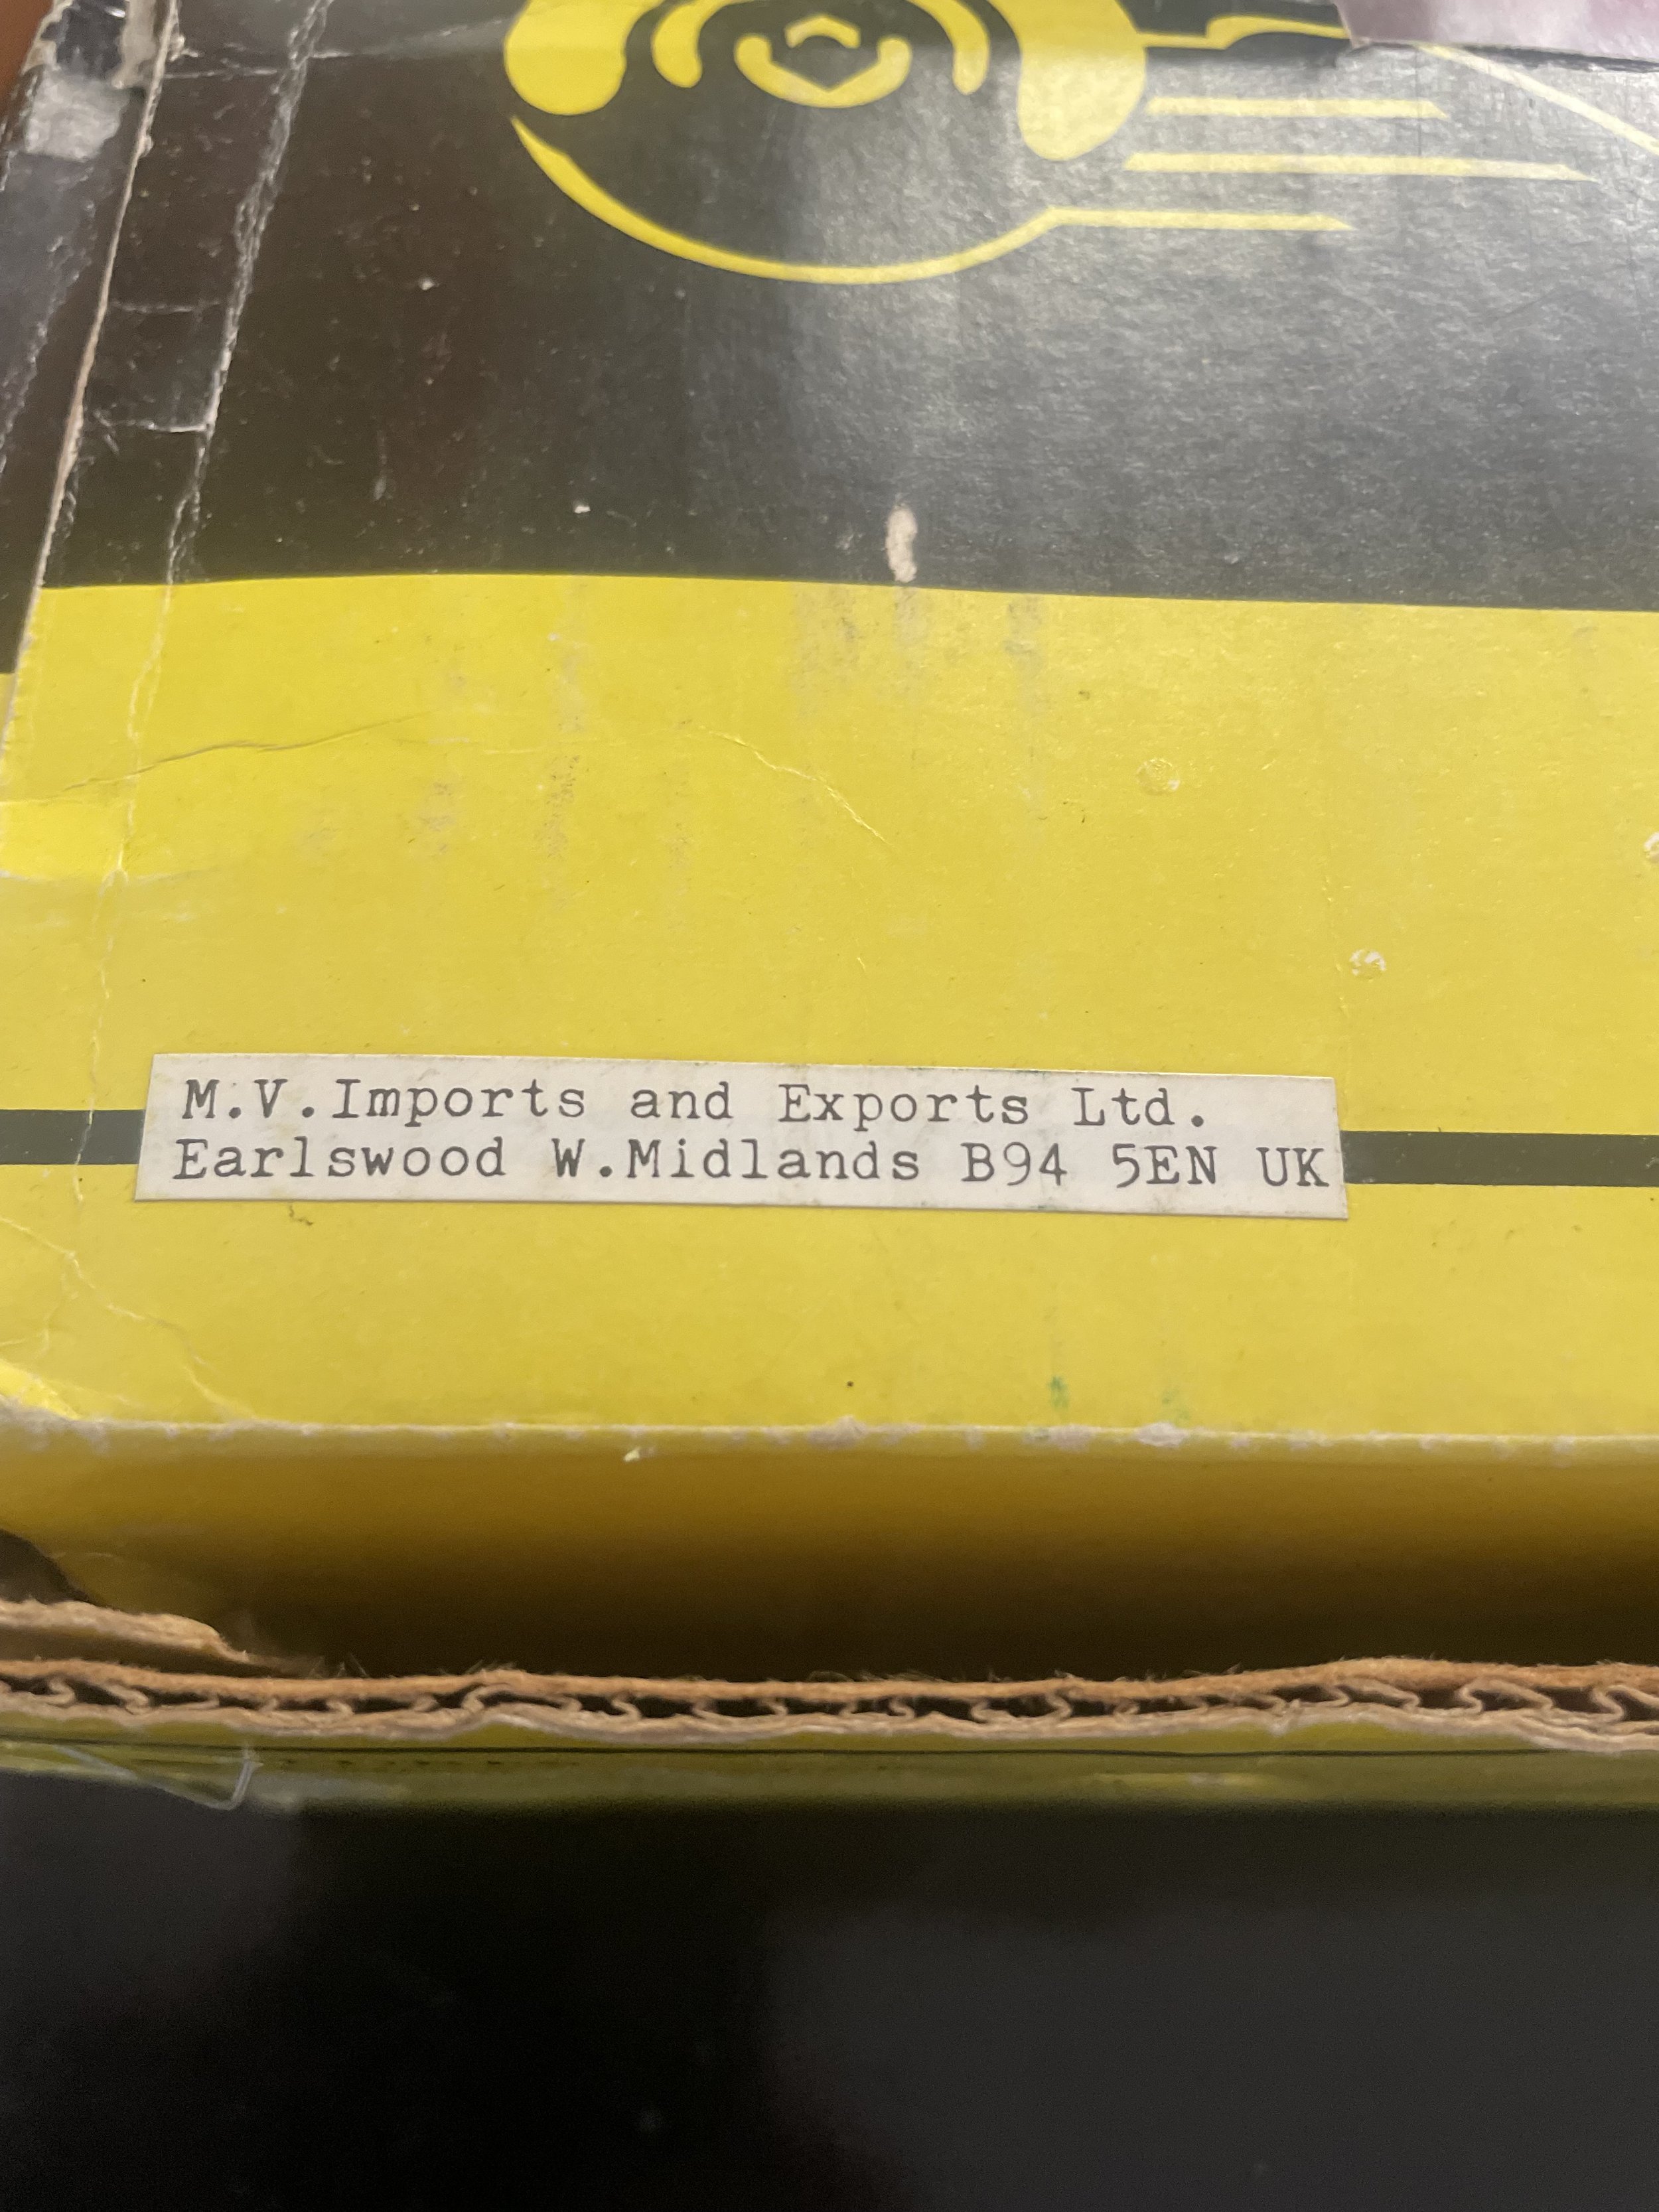 M.V.Imports and Exports Ltd.
Earlswood W.Midlands B94 5EN UK